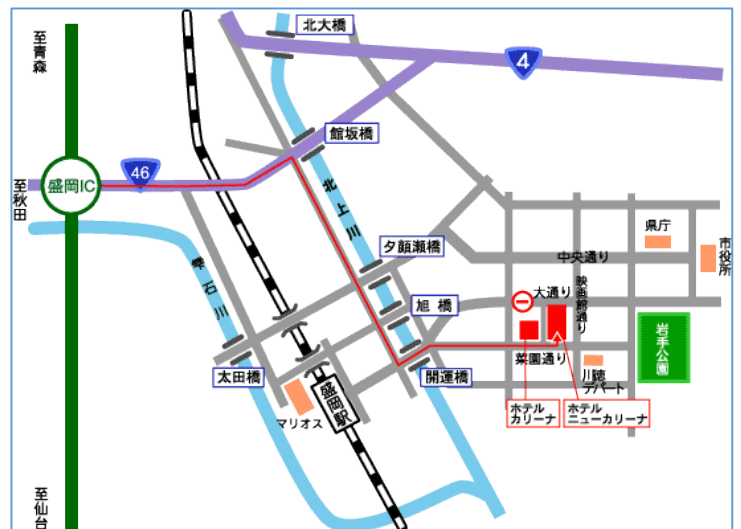 至青森
北大橋
4
館坂橋
46
盛岡IC
至秋田
北上川
雫石川
夕顔瀬橋
県庁
市役所
中央通り
映画館通り
大通り
旭橋
岩手公園
菜園通り
太田橋
開運橋
川徳
デパート
盛岡駅
マリオス
ホテル
カリーナ
ホテル
ニューカリーナ
至仙台